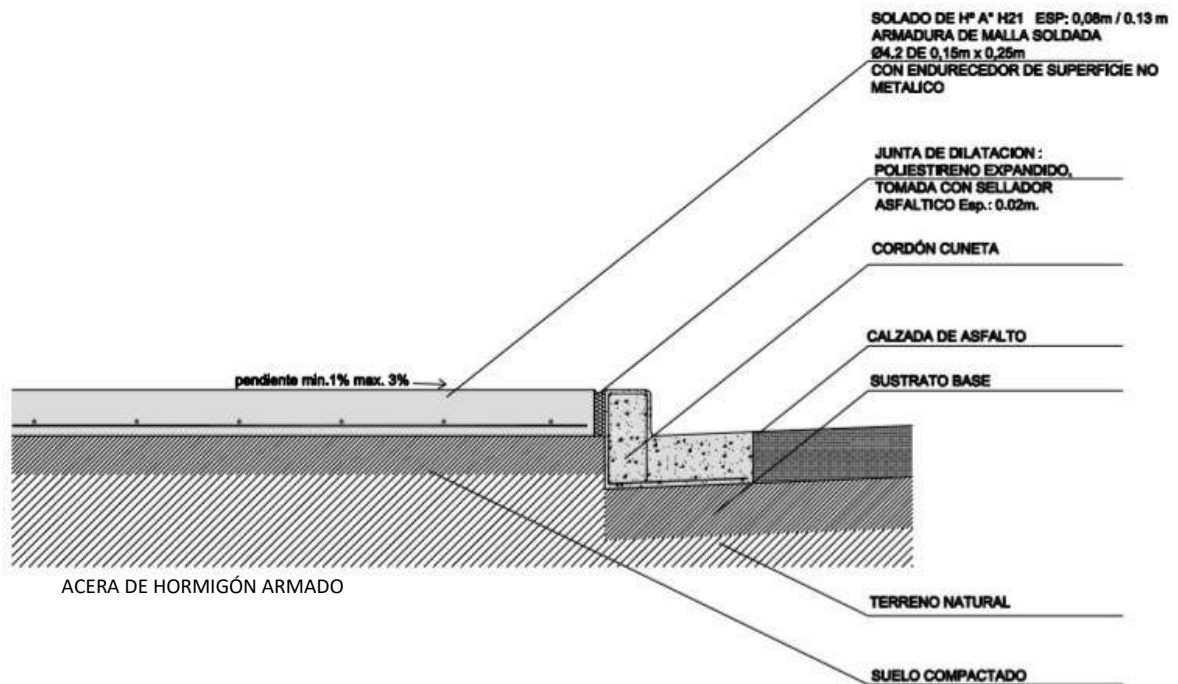 SOLADO DE Hº Aº H21 ESP: 0,08m / 0.13 m
ARMADURA DE MALLA SOLDADA
Ø4.2 DE 0,15m x 0,25m
CON ENDURECEDOR DE SUPERFICIE NO
METALICO
JUNTA DE DILATACION :
POLIESTIRENO EXPANDIDO,
TOMADA CON SELLADOR
ASFALTICO Esp.: 0.02m.
CORDÓN CUNETA
CALZADA DE ASFALTO
pendiente min.1% max. 3%
SUSTRATO BASE
ACERA DE HORMIGÓN ARMADO
TERRENO NATURAL
SUELO COMPACTADO